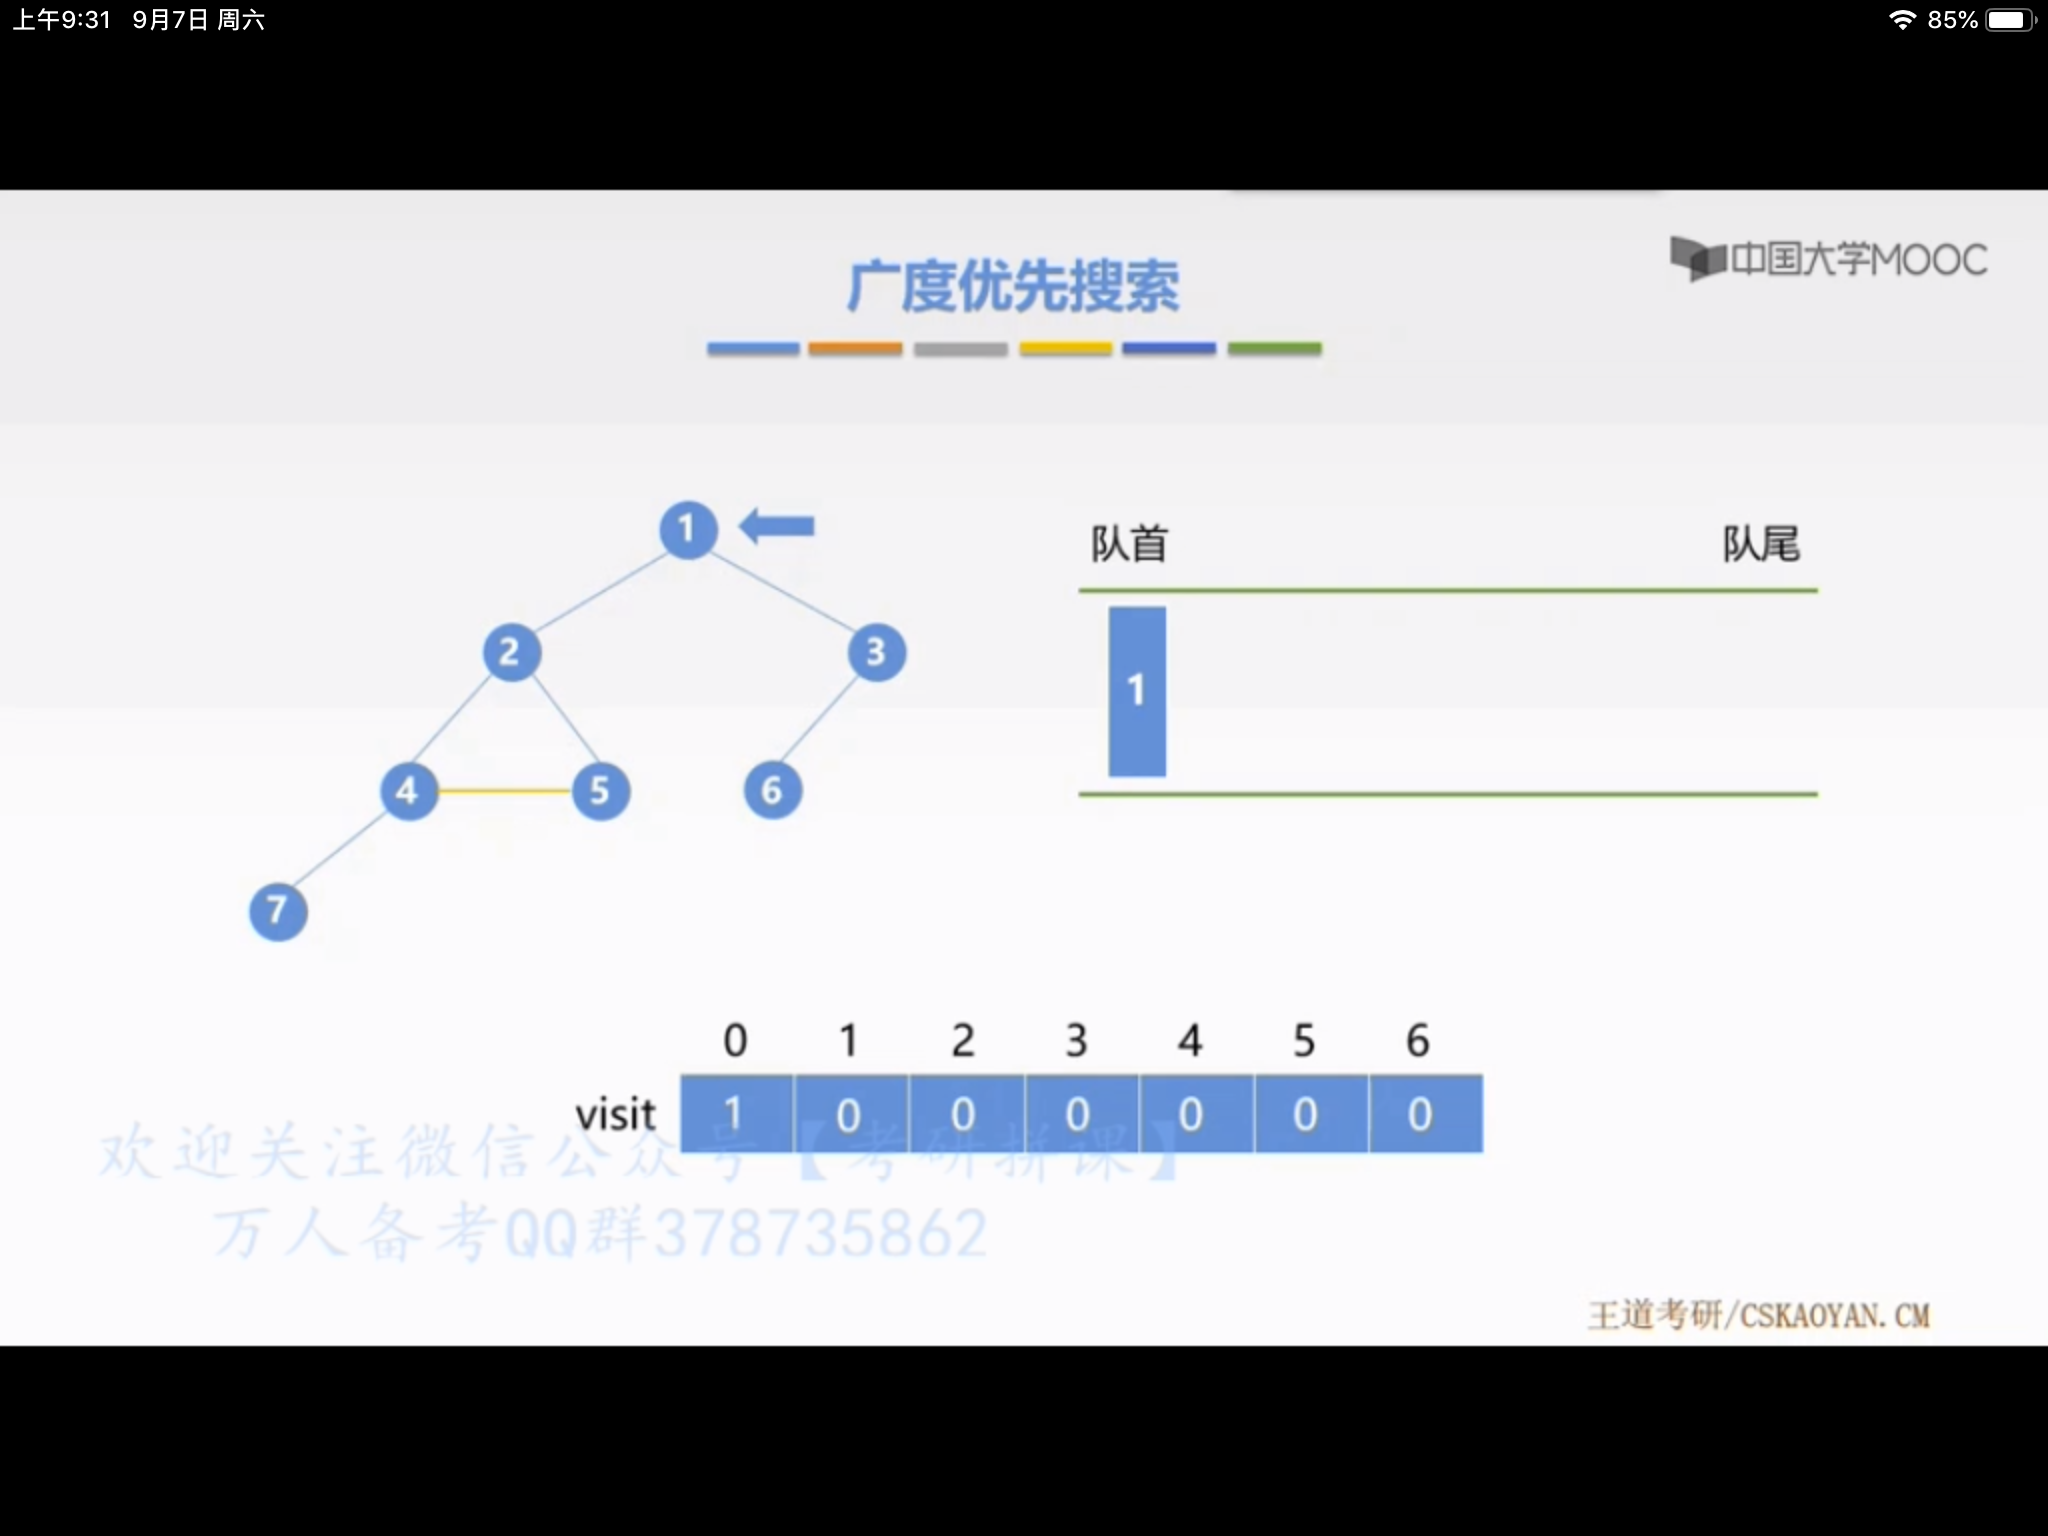 上午9:31 9月7日 周六
85%
中国大学MOOC
广度优先搜索
1
队首 队尾
2 3
1
4 5 6
7
0 1 2 3 4 5 6
visit 1 0 0 0 0 0 0
欢迎关注微信公众号【考研拼课】
万人备考QQ群378735862
王道考研/CSKAOYAN.CM